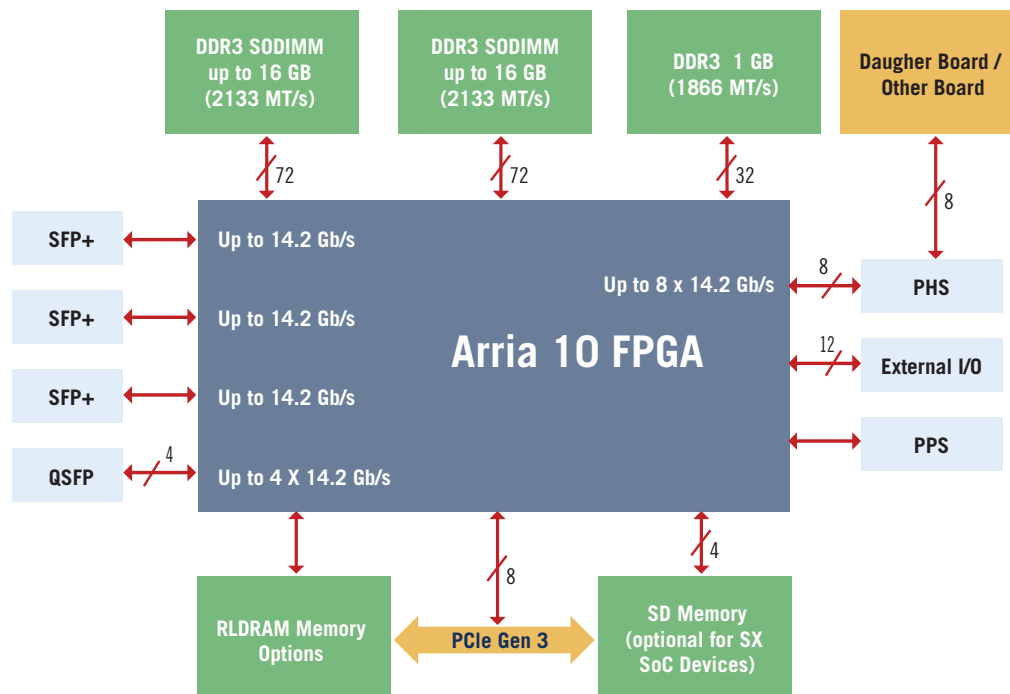 DDR3 SODIMM
up to 16 GB
(2133 MT/s)
DDR3 SODIMM
up to 16 GB
(2133 MT/s)
DDR3 1 GB
(1866 MT/s)
Daugher Board /
Other Board
72
72
32
8
SFP+
Up to 14.2 Gb/s
SFP+
Up to 14.2 Gb/s
SFP+
Up to 14.2 Gb/s
QSFP
4
Up to 4 X 14.2 Gb/s
Arria 10 FPGA
Up to 8 x 14.2 Gb/s
8
PHS
12
External I/O
PPS
8
4
RLDRAM Memory
Options
PCIe Gen 3
SD Memory
(optional for SX
SoC Devices)